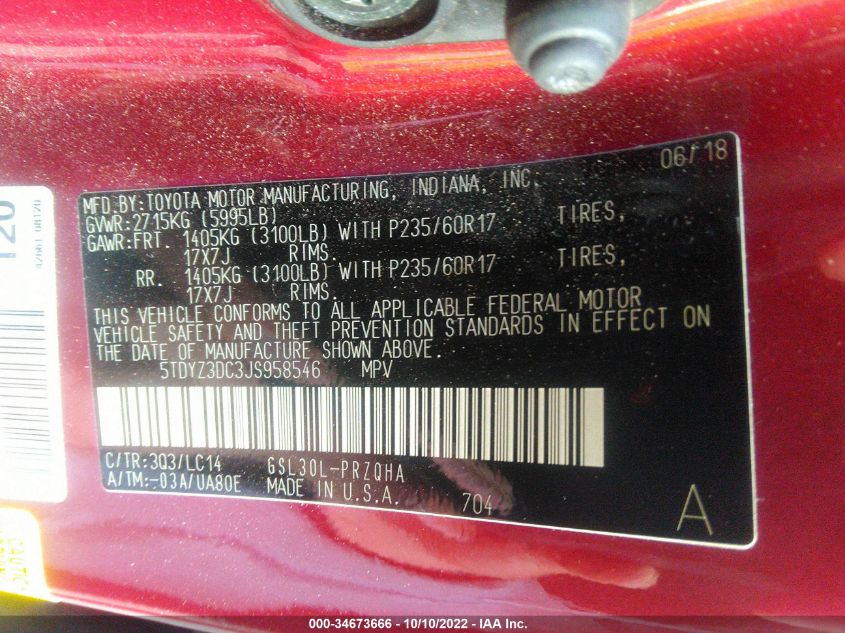 06/18
MFD.BY:TOYOTA MOTOR MANUFACTURING, INDIANA, INC.
GVWR:2715KG (5995LB)
GAWR:FRT. 1405KG (3100LB) WITH P235/60R17 TIRES,
17X7J RIMS.
RR. 1405KG (3100LB) WITH P235/60R17 TIRES,
17X7J RIMS.
THIS VEHICLE CONFORMS TO ALL APPLICABLE FEDERAL MOTOR
VEHICLE SAFETY AND THEFT PREVENTION STANDARDS IN EFFECT ON
THE DATE OF MANUFACTURE SHOWN ABOVE.
5TDYZ3DC3JS958546 MPV
C/TR:3Q3/LC14 GSL30L-PRZQHA
A/TM:-03A/UA80E MADE IN U.S.A. 704
A
120
000-34673666 - 10/10/2022 - IAA Inc.